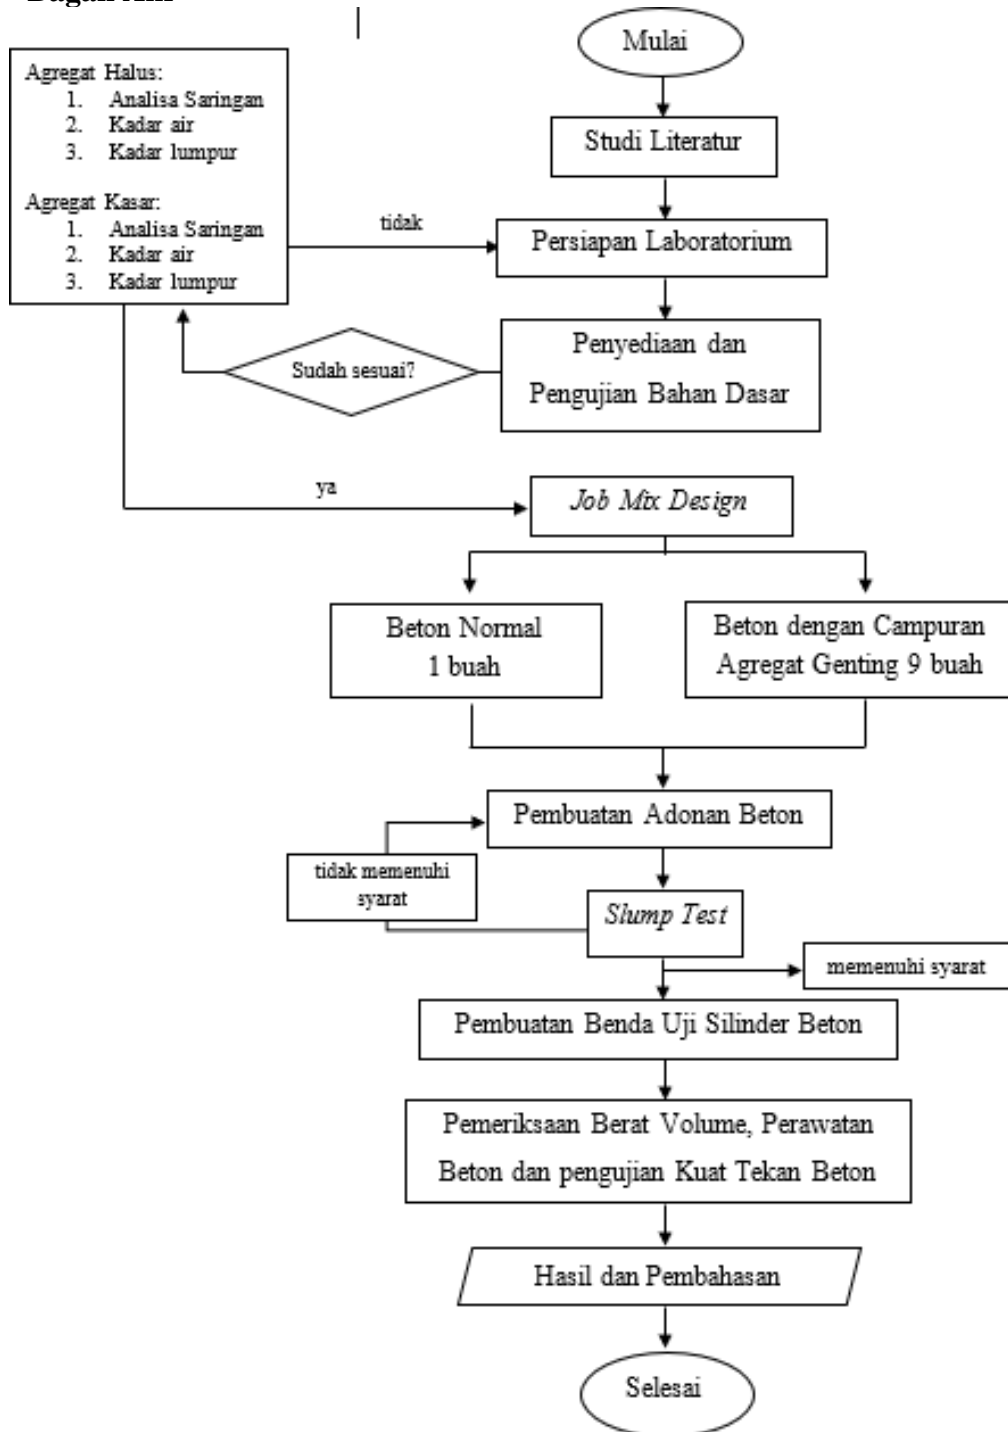 Mulai
Agregat Halus:
1. Analisa Saringan
2. Kadar air
3. Kadar lumpur
Agregat Kasar:
1. Analisa Saringan
2. Kadar air
3. Kadar lumpur
Studi Literatur
tidak
Persiapan Laboratorium
Penyediaan dan
Pengujian Bahan Dasar
Sudah sesuai?
ya
Job Mix Design
Beton Normal
1 buah
Beton dengan Campuran
Agregat Genting 9 buah
Pembuatan Adonan Beton
tidak memenuhi
syarat
Slump Test
memenuhi syarat
Pembuatan Benda Uji Silinder Beton
Pemeriksaan Berat Volume, Perawatan
Beton dan pengujian Kuat Tekan Beton
Hasil dan Pembahasan
Selesai